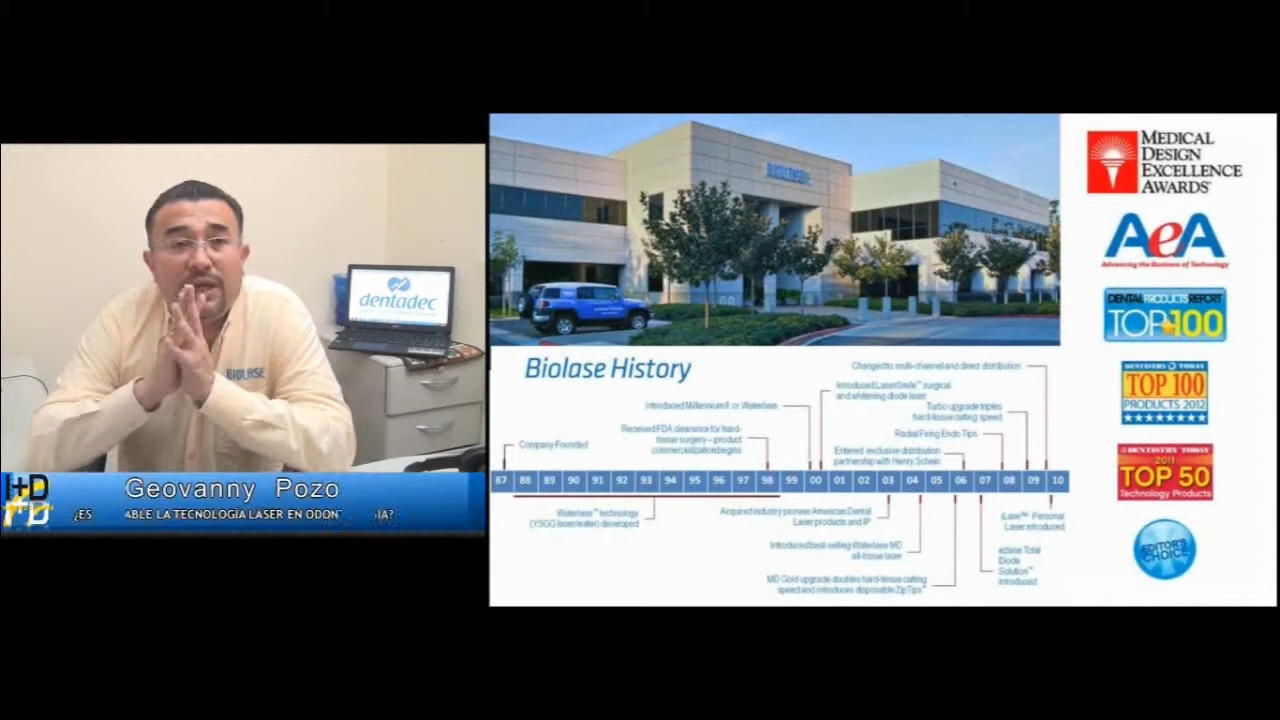 BIOLASE
dentadec
I+D
I+D
Geovanny Pozo
¿ES
ABLE LA TECNOLOGÍA LASER EN ODON
IA?
BIOLASE
Biolase History
Changed to multi-channel and direct distribution
Introduced LaserSmile™ surgical
and whitening diode laser
Introduced Millennium® or Waterlase
Turbo upgrade triples
hard-tissue cutting speed
Received FDA clearance for hard-
tissue surgery – product
commercialization begins
Radial Firing Endo Tips
Company Founded
Entered exclusive distribution
partnership with Henry Schein
87 88 89 90 91 92 93 94 95 96 97 98 99 00 01 02 03 04 05 06 07 08 09 10
Waterlase™ technology
(YSGG laser/water) developed
Acquired industry pioneer American Dental
Laser products and IP
iLase™ Personal
Laser introduced
Introduced best-selling Waterlase MD
all-tissue laser
Total
Diode
Solution™
introduced
MD Gold upgrade doubles hard-tissue cutting
speed and introduces disposable ZipTips™
MEDICAL
DESIGN
EXCELLENCE
AWARDS
AeA
Advancing the Business of Technology
DENTAL PRODUCTS REPORT
TOP 100
DENTISTRY TODAY
TOP 100
PRODUCTS 2012
DENTISTRY TODAY
2011
TOP 50
Technology Products
EDITOR'S
CHOICE